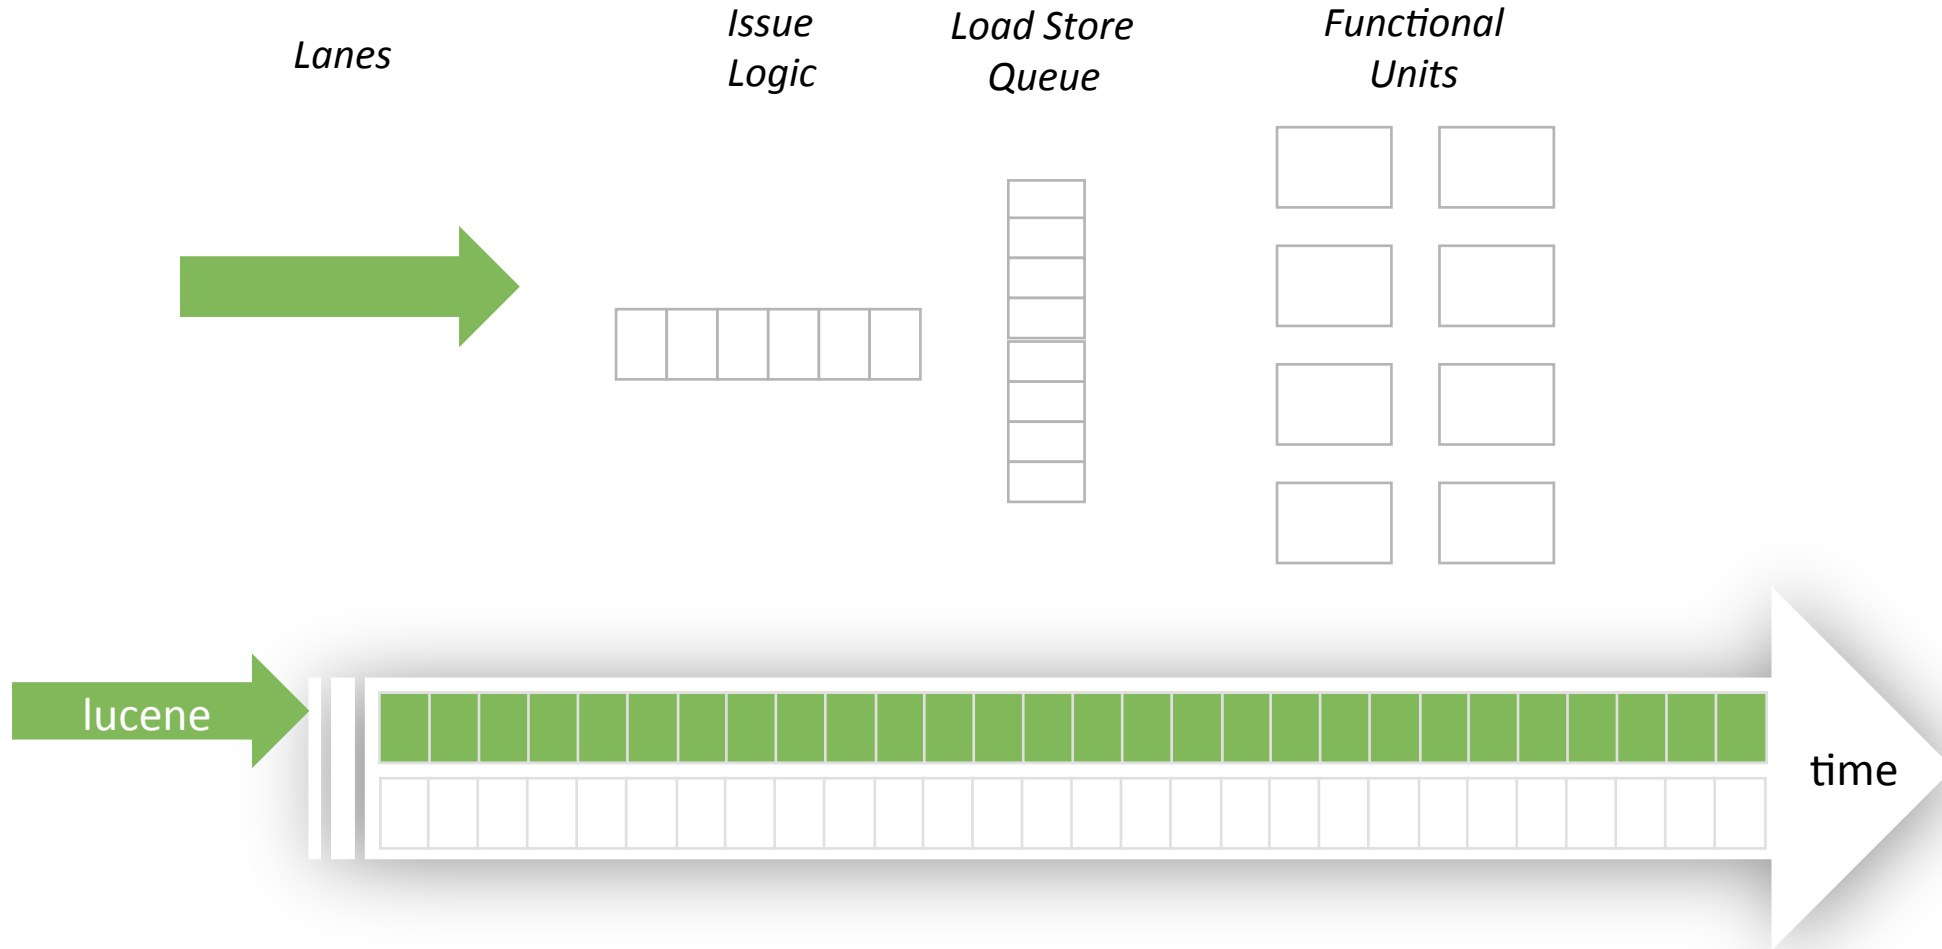 Lanes
Issue
Logic
Load Store
Queue
Functional
Units
lucene
time